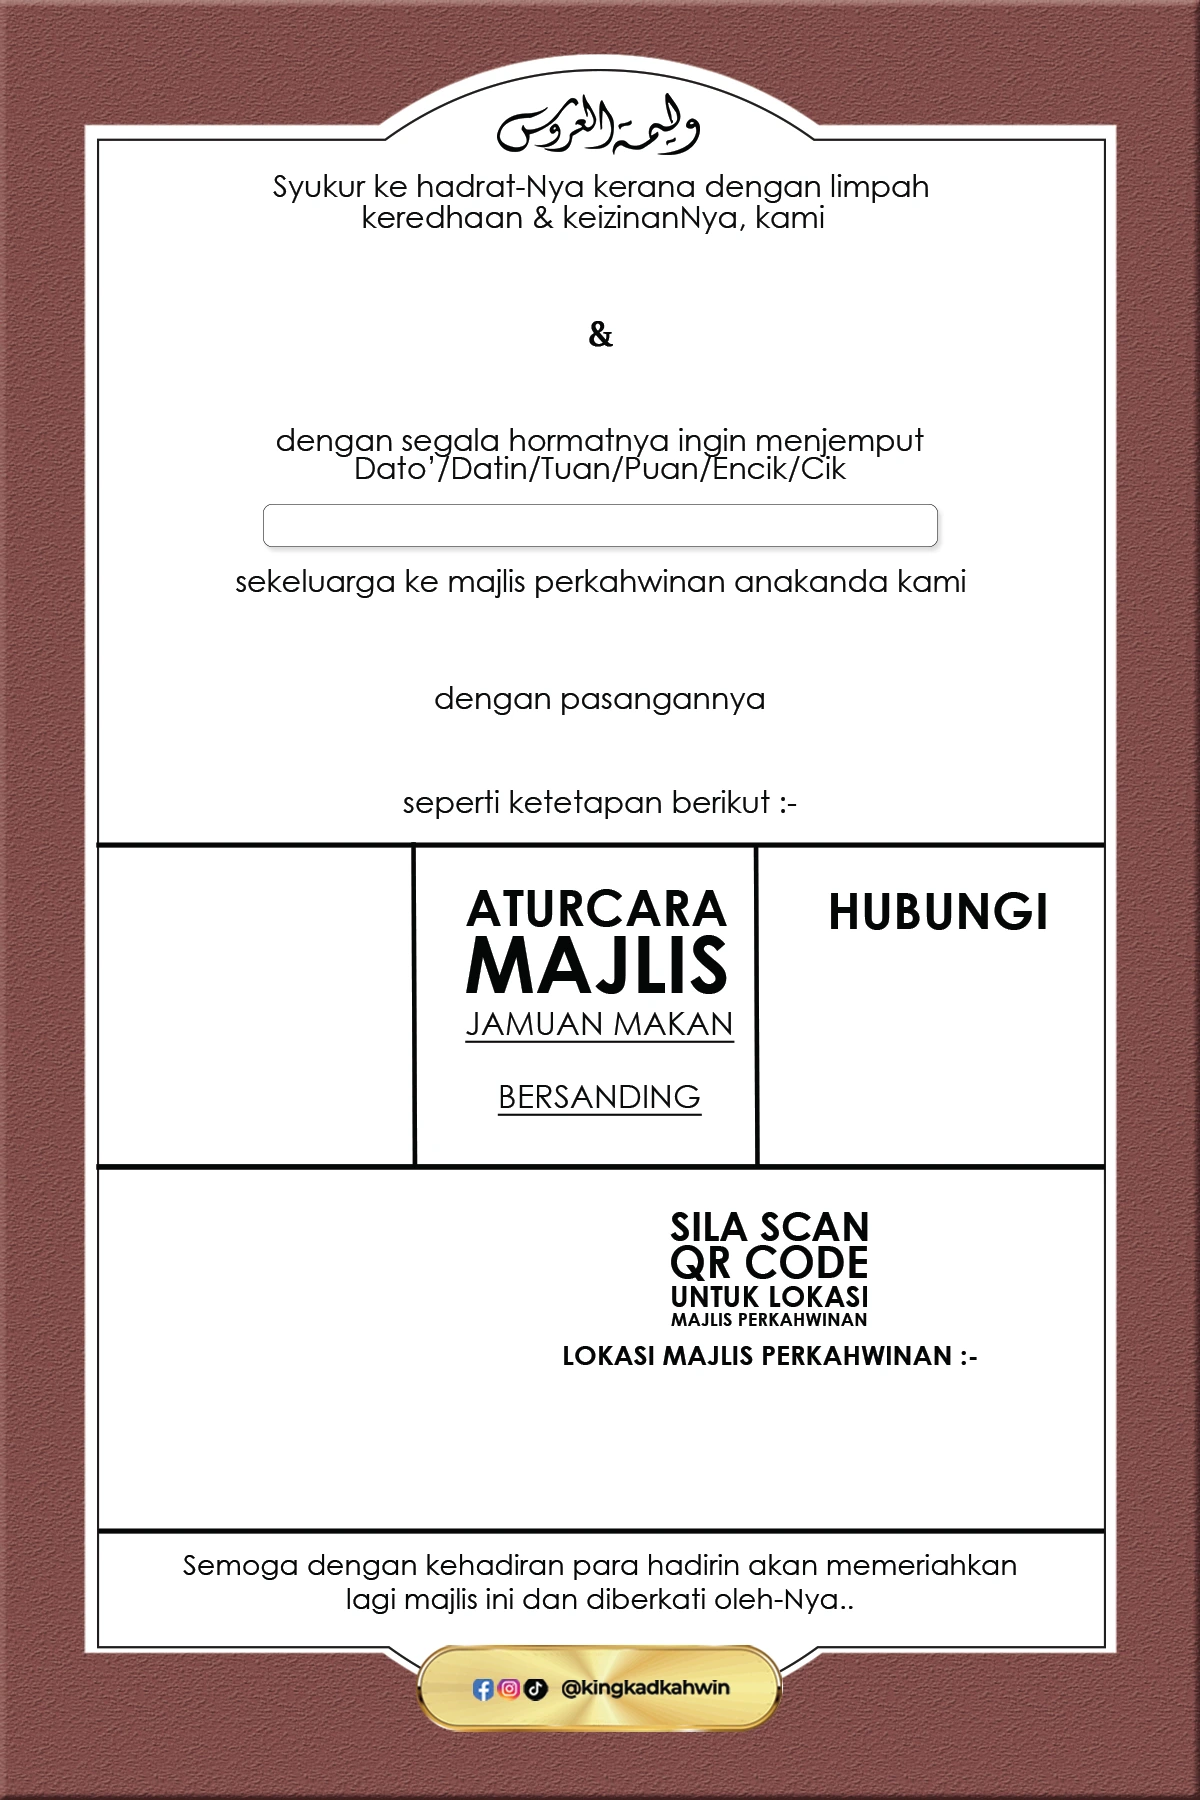 وليمة العروس
Syukur ke hadrat-Nya kerana dengan limpah
keredhaan & keizinanNya, kami
&
dengan segala hormatnya ingin menjemput
Dato’/Datin/Tuan/Puan/Encik/Cik
sekeluarga ke majlis perkahwinan anakanda kami
dengan pasangannya
seperti ketetapan berikut :-
ATURCARA
MAJLIS
JAMUAN MAKAN
BERSANDING
HUBUNGI
SILA SCAN
QR CODE
UNTUK LOKASI
MAJLIS PERKAHWINAN
LOKASI MAJLIS PERKAHWINAN :-
Semoga dengan kehadiran para hadirin akan memeriahkan
lagi majlis ini dan diberkati oleh-Nya..
@kingkadkahwin